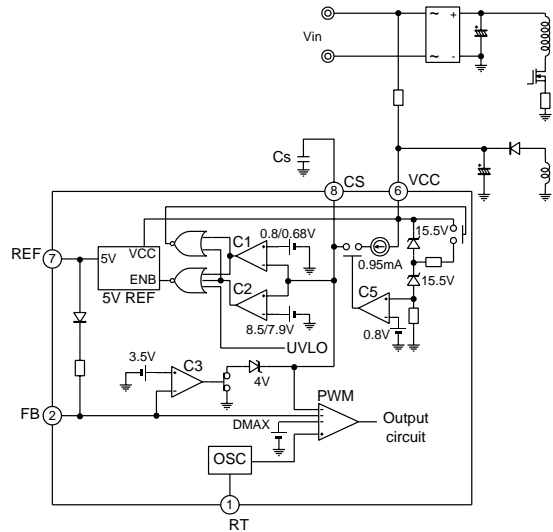 ~
+
Vin
~
-
Cs
8
CS
6
VCC
REF
7
5V
VCC
ENB
5V REF
C1
0.8/0.68V
+
-
C2
-
+
8.5/7.9V
UVLO
0.95mA
15.5V
15.5V
C5
+
-
0.8V
3.5V
+
-
C3
4V
FB
2
PWM
DMAX
-
-
-
+
Output
circuit
OSC
1
RT